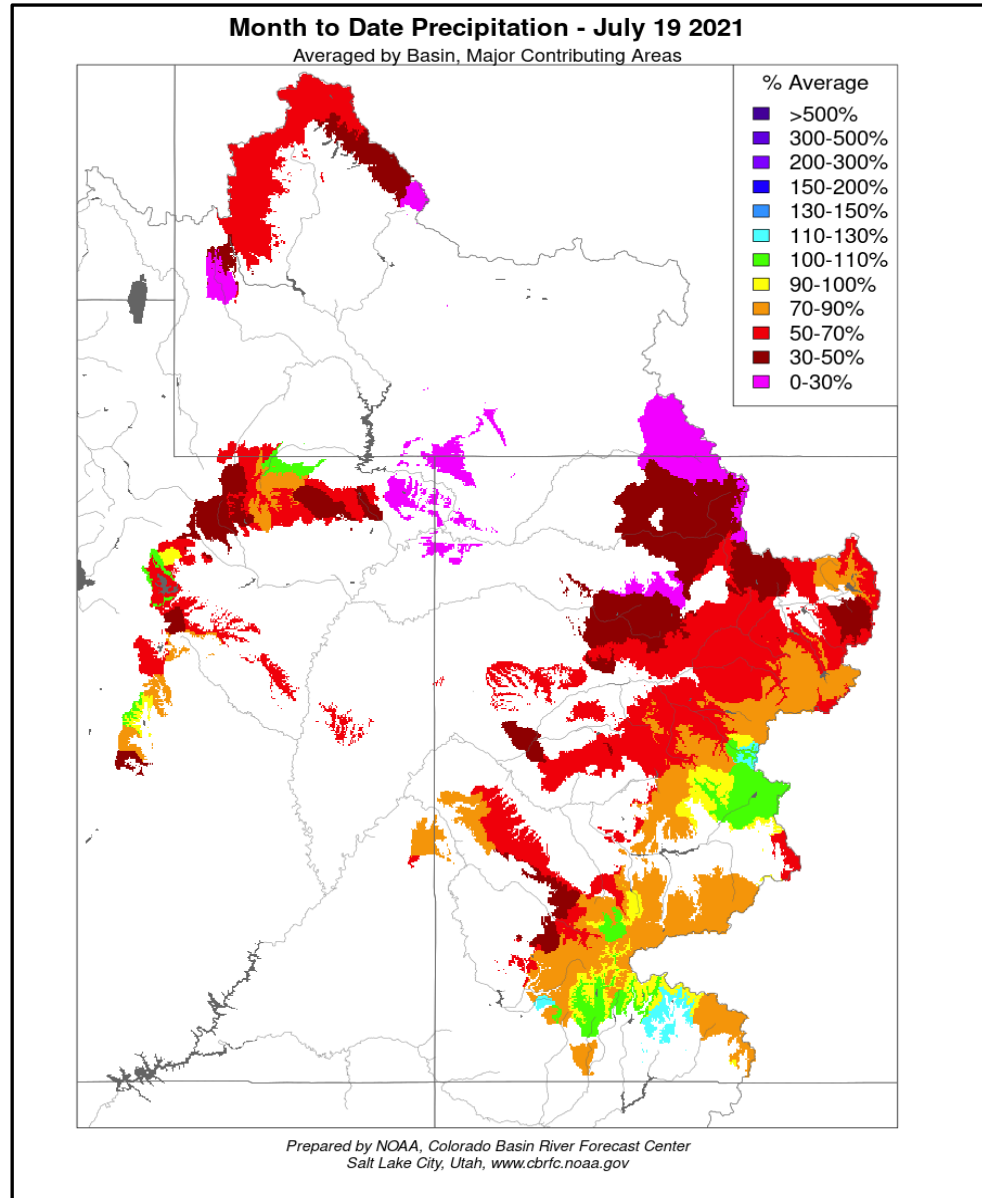 Month to Date Precipitation - July 19 2021
Averaged by Basin, Major Contributing Areas
% Average
>500%
300-500%
200-300%
150-200%
130-150%
110-130%
100-110%
90-100%
70-90%
50-70%
30-50%
0-30%
Prepared by NOAA, Colorado Basin River Forecast Center
Salt Lake City, Utah, www.cbrfc.noaa.gov